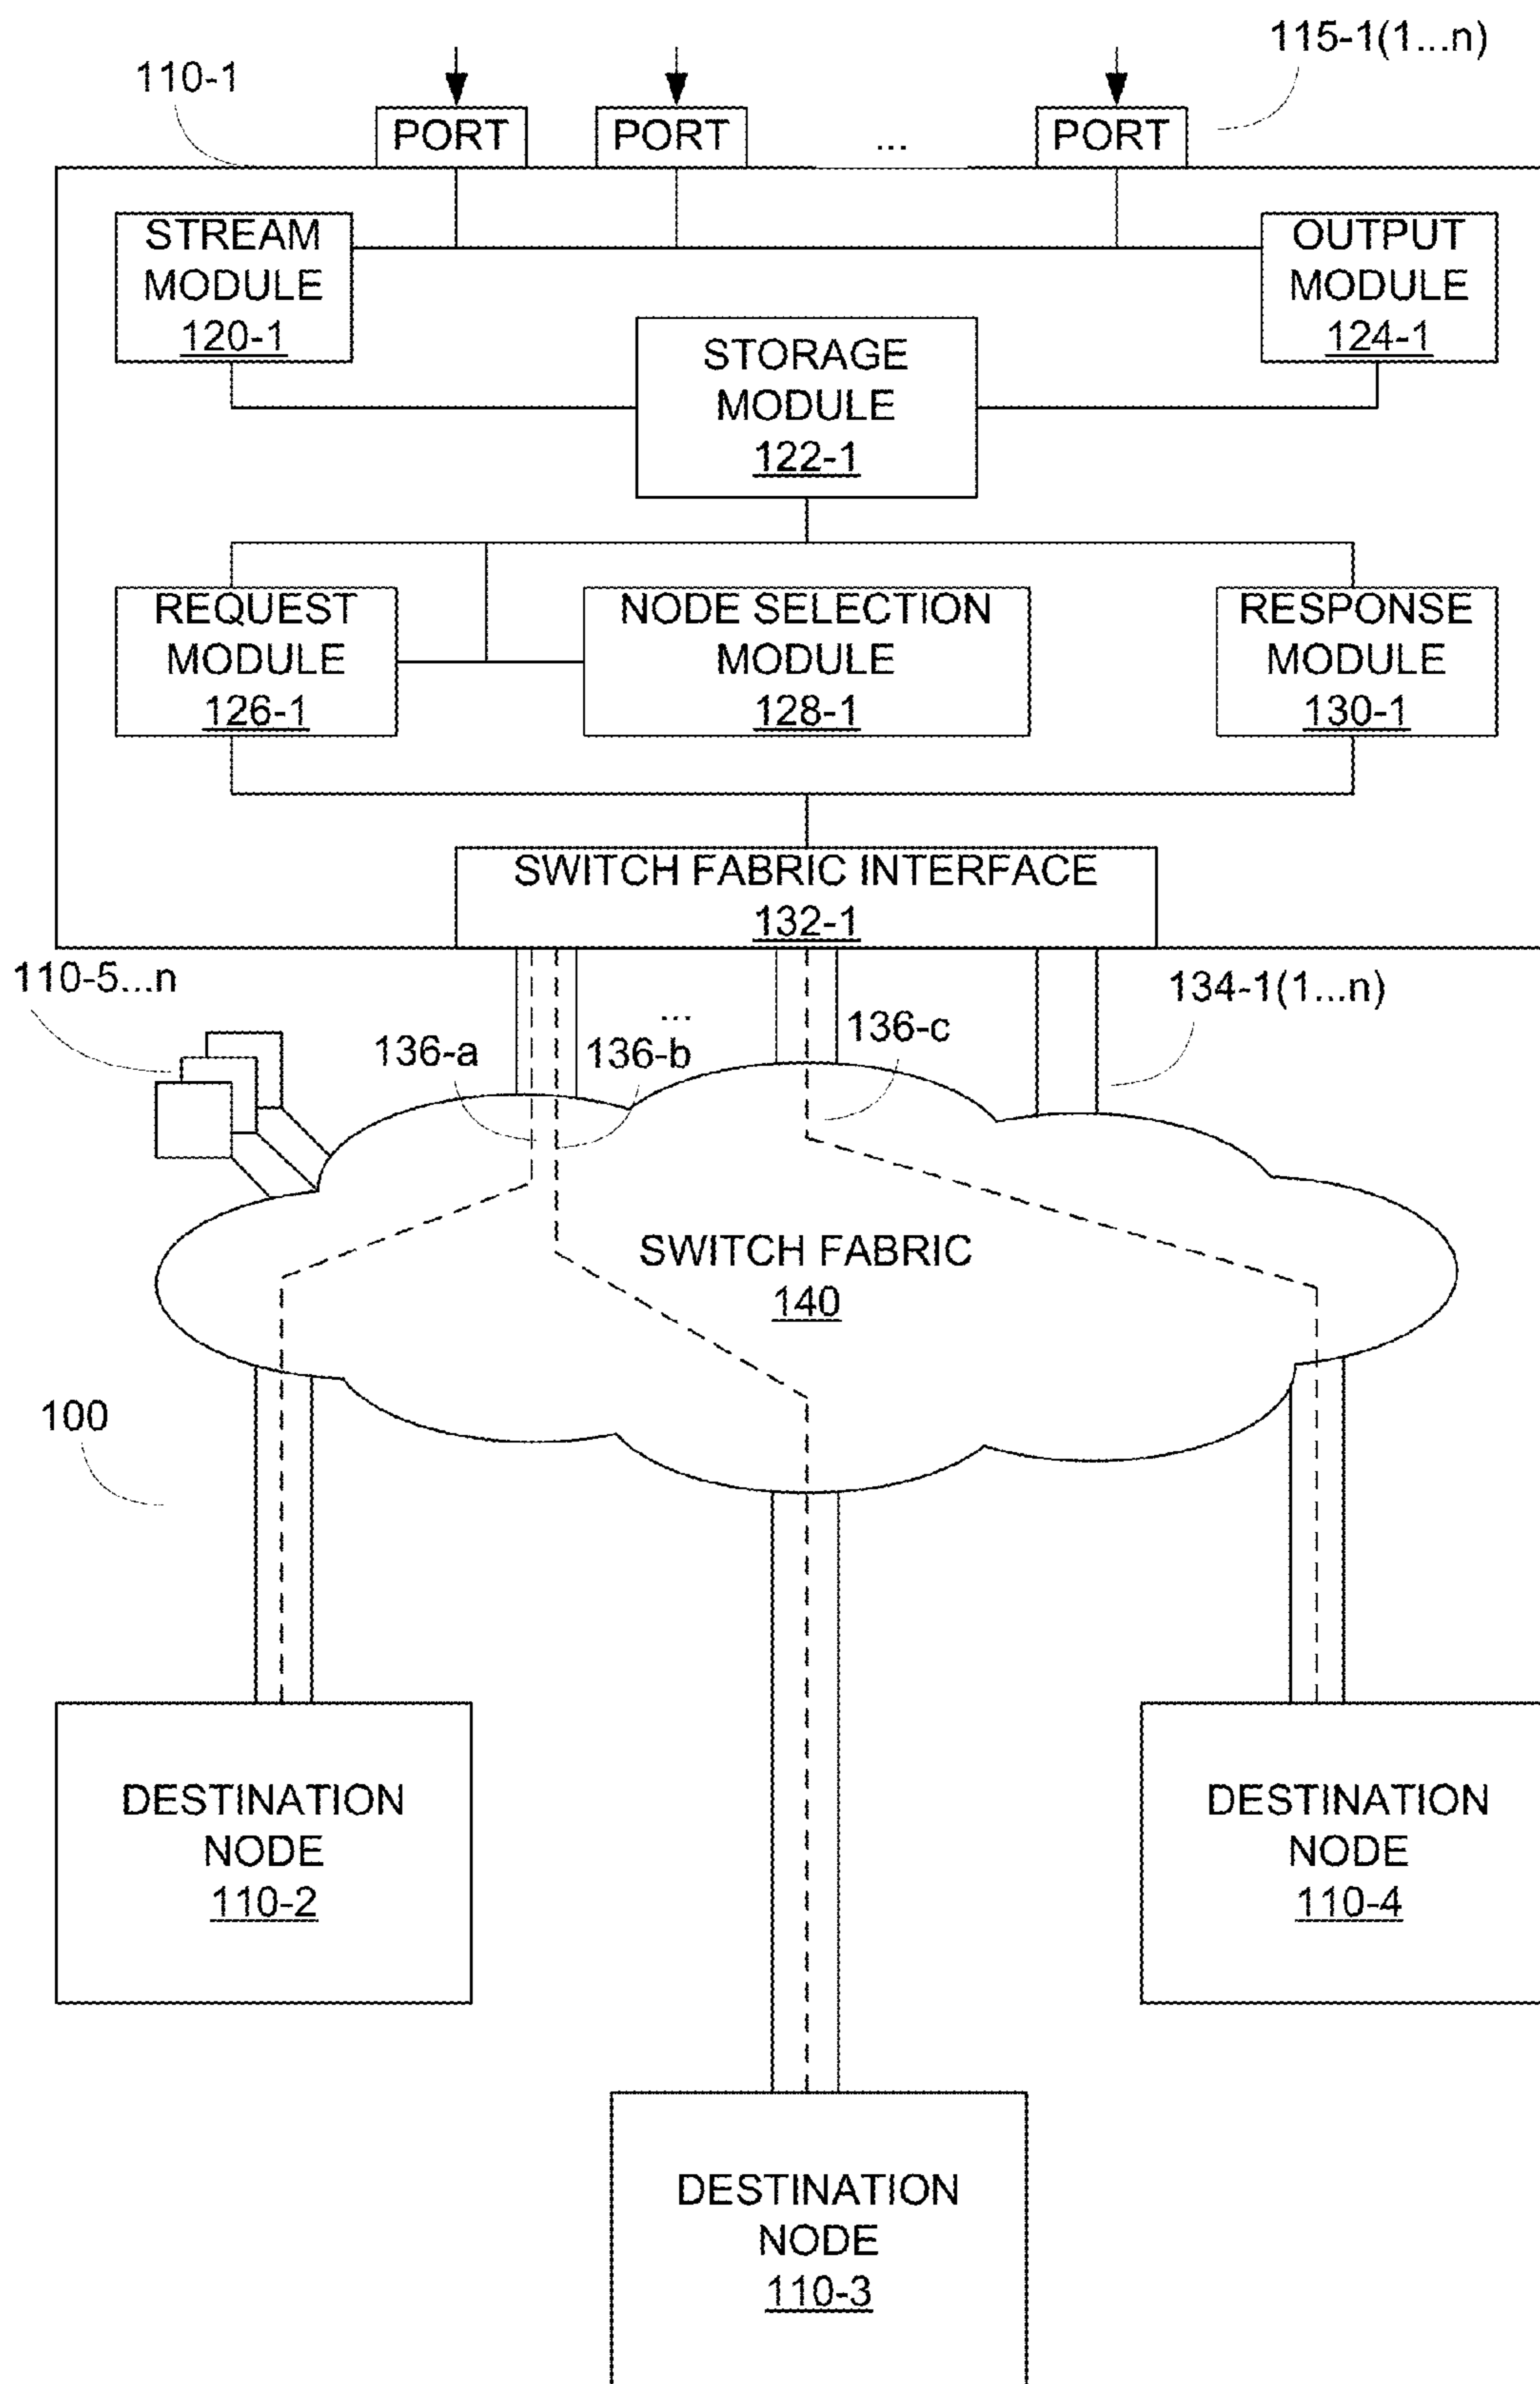 115-1(1...n)
110-1
PORT
PORT
...
PORT
STREAM
MODULE
120-1
OUTPUT
MODULE
124-1
STORAGE
MODULE
122-1
REQUEST
MODULE
126-1
NODE SELECTION
MODULE
128-1
RESPONSE
MODULE
130-1
SWITCH FABRIC INTERFACE
132-1
110-5...n
134-1(1...n)
...
136-a
136-b
136-c
SWITCH FABRIC
140
100
DESTINATION
NODE
110-2
DESTINATION
NODE
110-4
DESTINATION
NODE
110-3